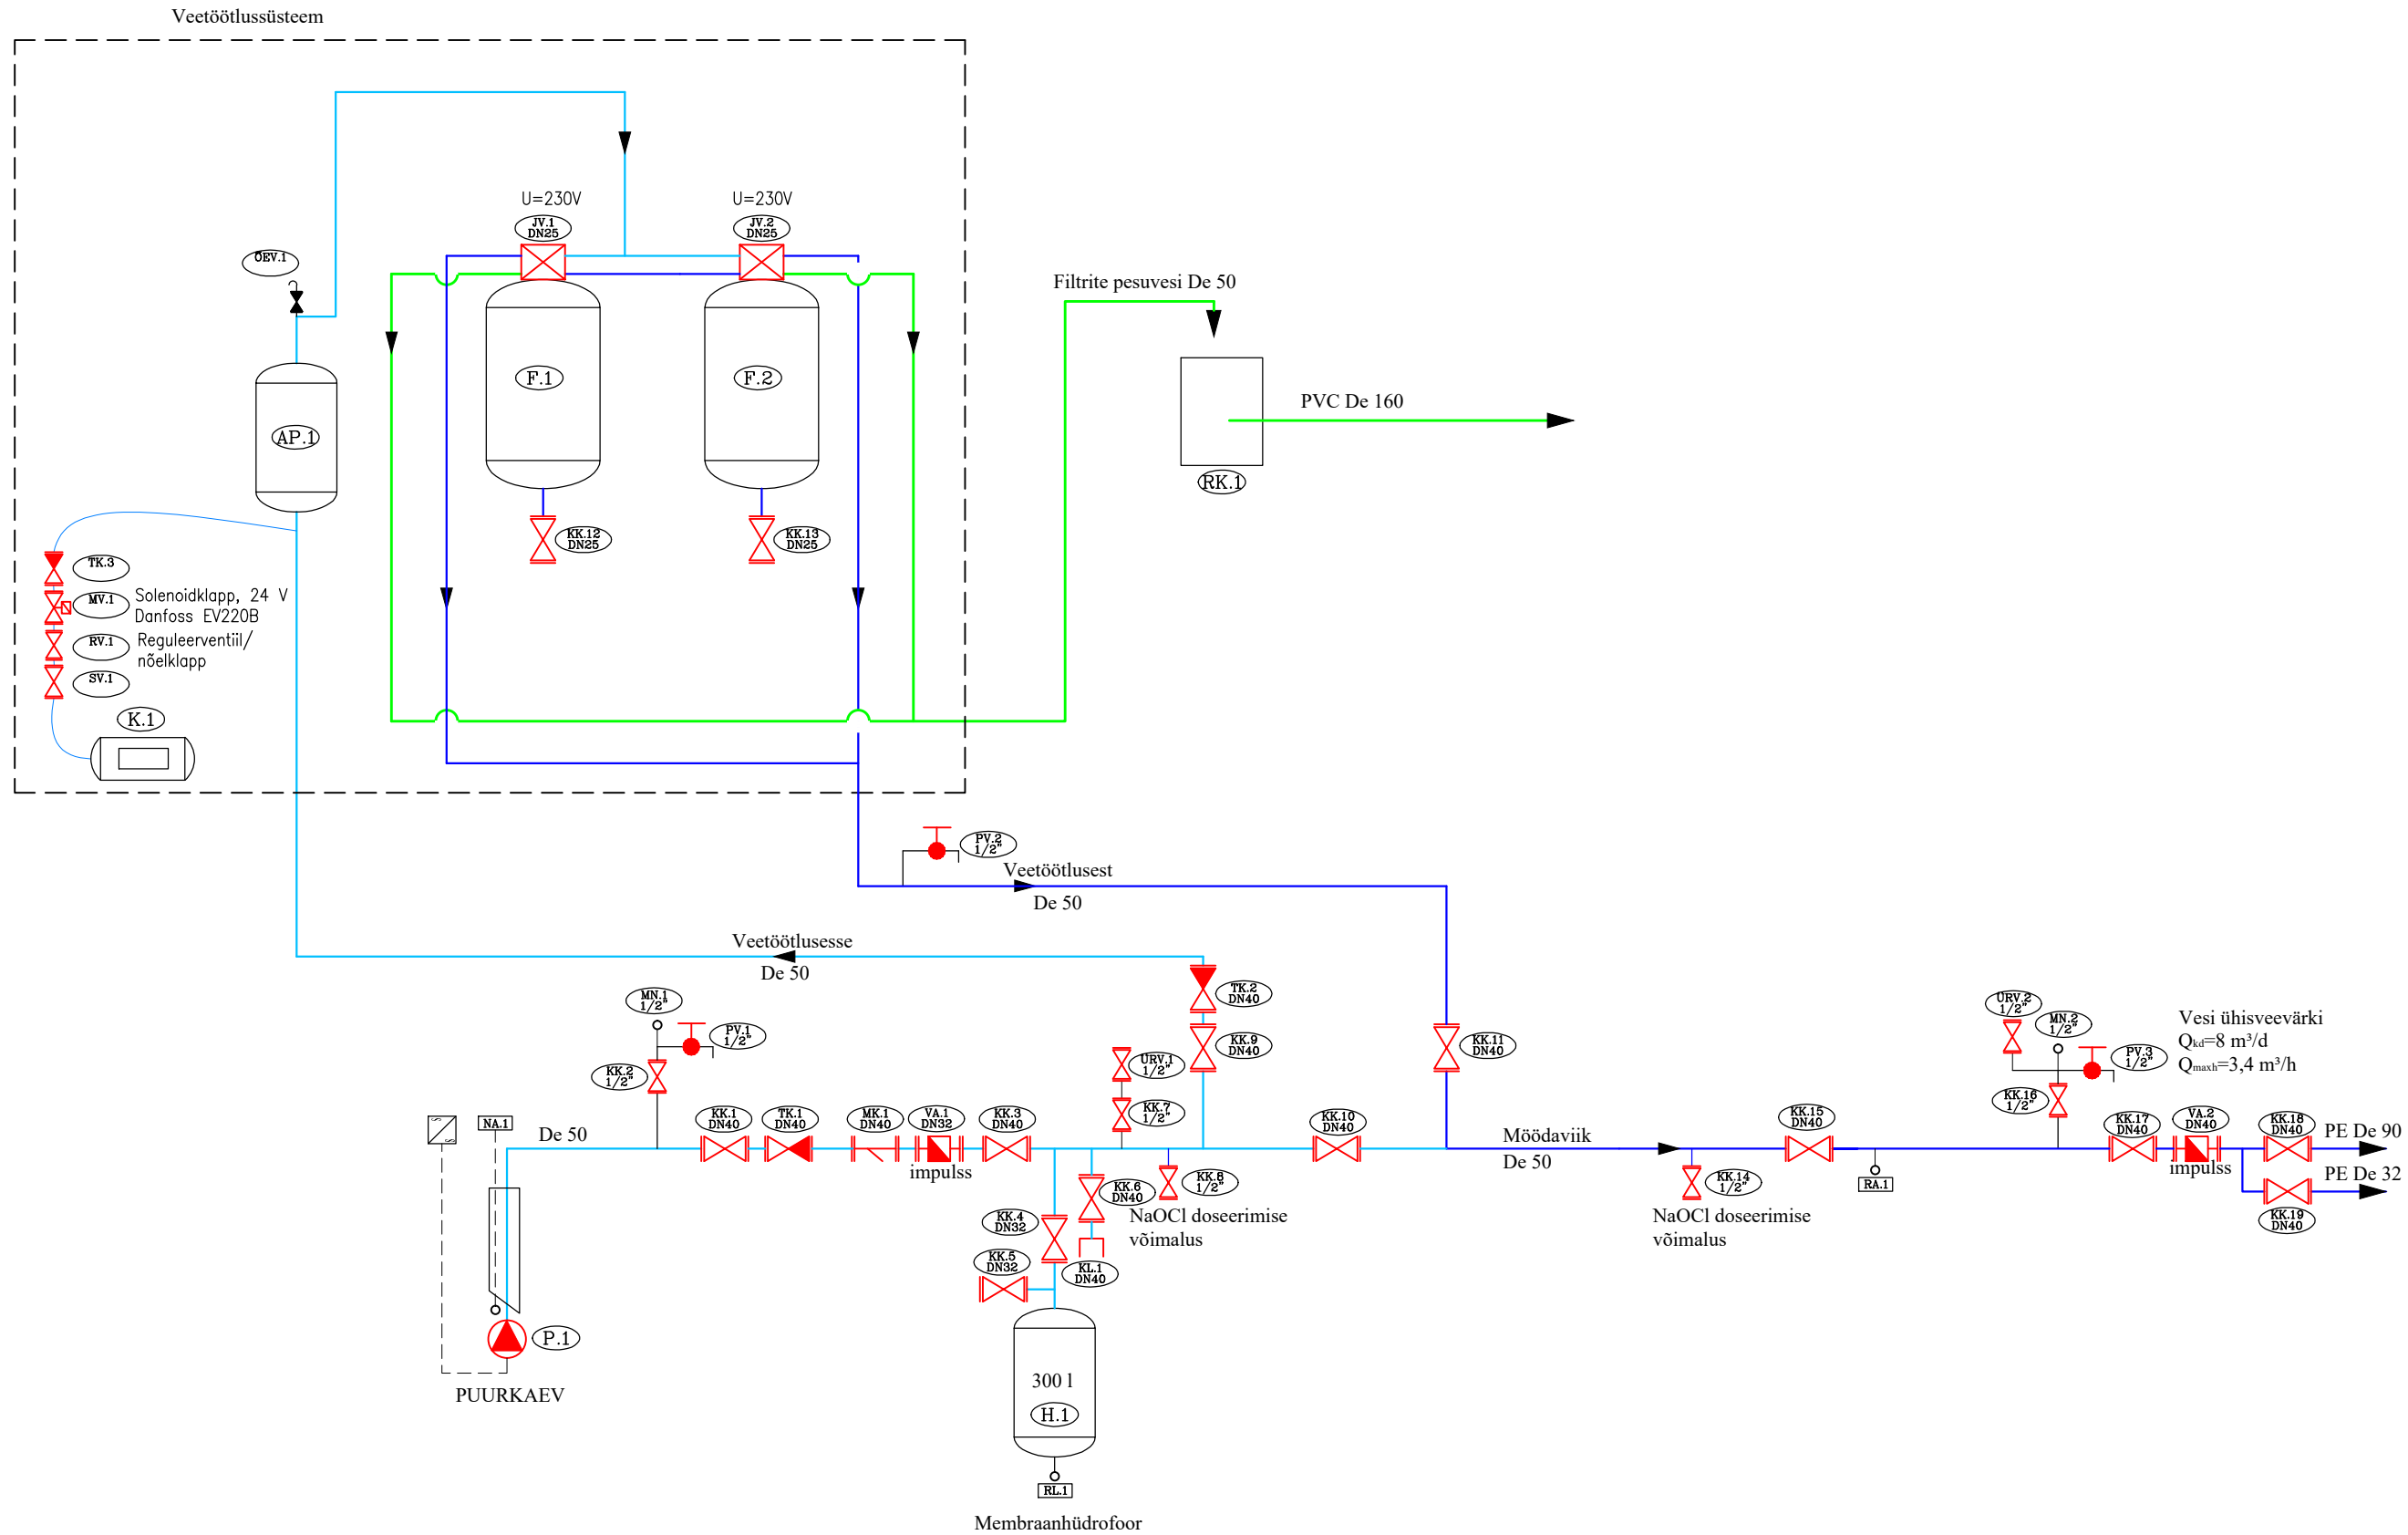 Veetöötlussüsteem
U=230V
U=230V
JV.1
DN25
JV.2
DN25
ÕEV.1
Filtrite pesuvesi De 50
F.1
F.2
PVC De 160
AP.1
RK.1
KK.12
DN25
KK.13
DN25
TK.3
MV.1
Solenoidklapp, 24 V
Danfoss EV220B
RV.1
Reguleerventiil/
nõelklapp
SV.1
K.1
PV.2
1/2"
Veetöötlusest
De 50
Veetöötlusesse
De 50
MN.1
1/2"
PV.1
1/2"
KK.2
1/2"
TK.2
DN40
KK.9
DN40
ÜRV.1
1/2"
KK.7
1/2"
KK.11
DN40
ÜRV.2
1/2"
MN.2
1/2"
PV.3
1/2"
KK.16
1/2"
Vesi ühisveevärki
Qkd=8 m³/d
Qmaxh=3,4 m³/h
NA.1
De 50
KK.1
DN40
TK.1
DN40
MK.1
DN40
VA.1
DN32
impulss
KK.3
DN40
KK.10
DN40
Möödaviik
De 50
KK.15
DN40
KK.17
DN40
VA.2
DN40
impulss
KK.18
DN40
PE De 90
PE De 32
KK.19
DN40
KK.6
DN40
KK.8
1/2"
NaOCl doseerimise
võimalus
KK.14
1/2"
NaOCl doseerimise
võimalus
RA.1
KK.4
DN32
KK.5
DN32
KL.1
DN40
P.1
PUURKAEV
300 l
H.1
RL.1
Membraanhüdrofoor